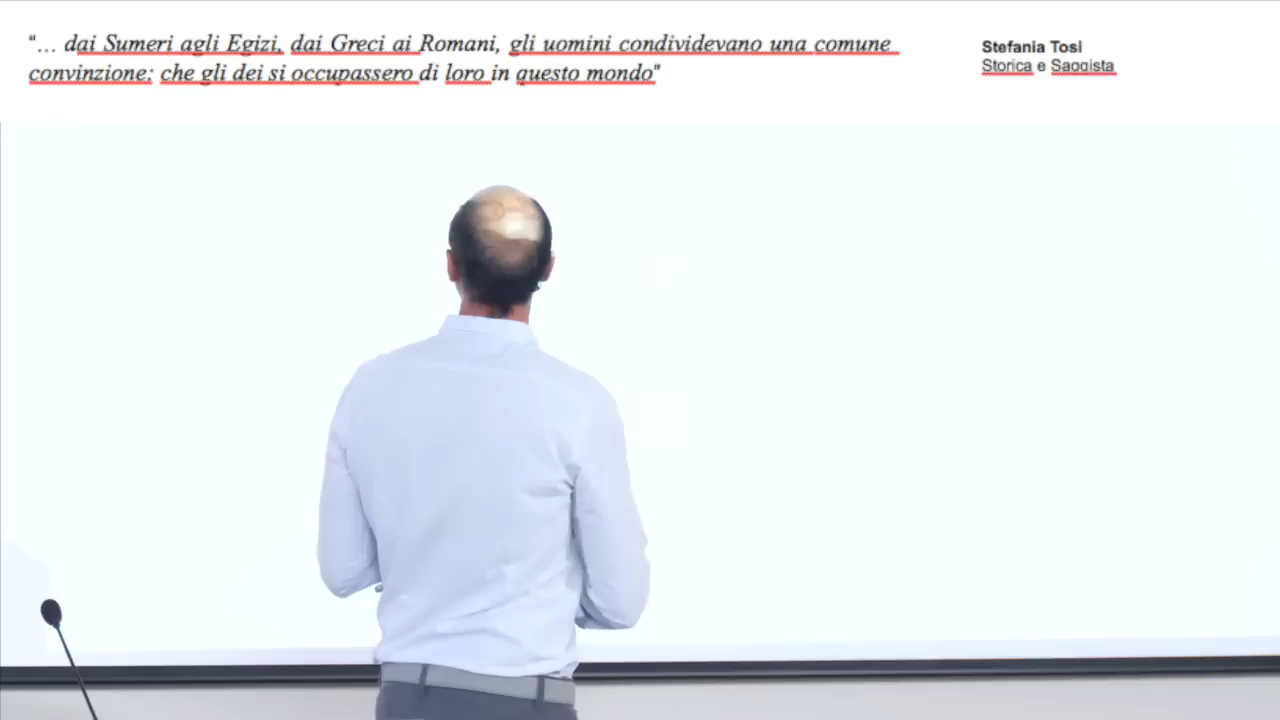 “… dai Sumeri agli Egizi, dai Greci ai Romani, gli uomini condividevano una comune
convinzione: che gli dei si occupassero di loro in questo mondo"
Stefania Tosi
Storica e Saggista